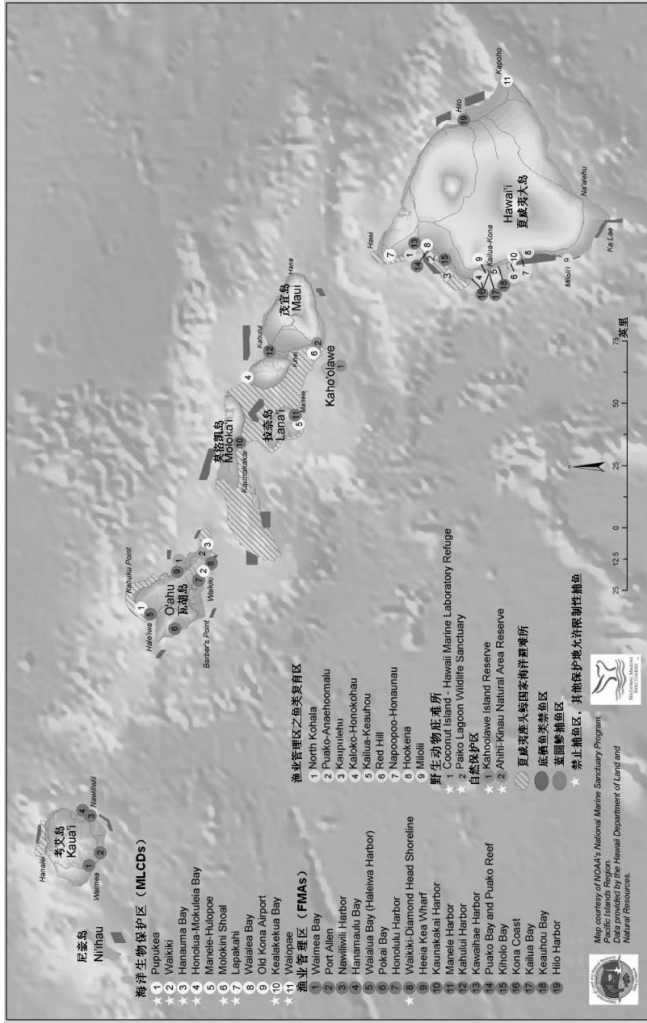 尼豪岛
Niihau
Hanalei
考艾岛
Kaua'i
Waimea
Nawiliwili
Kahuku Point
Hale'iwa
O'ahu
瓦胡岛
Waikiki
Barber's Point
莫洛凯岛
Moloka'i
Kaunakakai
拉奈岛
Lana'i
Manele
Kahului
茂宜岛
Maui
Kihei
Hana
Kaho'olawe
Hawi
Hilo
Kapoho
Hawai'i
夏威夷大岛
Kailua-Kona
Milolii
Na'alehu
Ka Lae
25 12.5 0 25 50 75
英里
海洋生物保护区（MLCDs）
1 Pupukea
2 Waikiki
3 Hanauma Bay
4 Honolua-Mokuleia Bay
5 Manele-Hulopoe
6 Molokini Shoal
7 Lapakahi
8 Waialea Bay
9 Old Kona Airport
10 Kealakekua Bay
11 Waiopae
渔业管理区（FMAs）
1 Waimea Bay
2 Port Allen
3 Nawiliwili Harbor
4 Hanamaulu Bay
5 Waialua Bay (Haleiwa Harbor)
6 Pokai Bay
7 Honolulu Harbor
8 Waikiki-Diamond Head Shoreline
9 Heeia Kea Wharf
10 Kaunakakai Harbor
11 Manele Harbor
12 Kahului Harbor
13 Kawaihae Harbor
14 Puako Bay and Puako Reef
15 Kiholo Bay
16 Kona Coast
17 Kailua Bay
18 Keauhou Bay
19 Hilo Harbor
渔业管理区之鱼类复育区
1 North Kohala
2 Puako-Anaehoomalu
3 Kaupulehu
4 Kaloko-Honokohau
5 Kailua-Keauhou
6 Red Hill
7 Napoopoo-Honaunau
8 Hookena
9 Milolii
野生动物庇难所
1 Coconut Island - Hawaii Marine Laboratory Refuge
2 Paiko Lagoon Wildlife Sanctuary
自然保护区
1 Kahoolawe Island Reserve
2 Ahihi-Kinau Natural Area Reserve
夏威夷座头鲸国家海洋避难所
底栖鱼类禁鱼区
蓝圆鲹捕鱼区
禁止捕鱼区，其他保护地允许限制性捕鱼
Map courtesy of NOAA's National Marine Sanctuary Program,
Pacific Islands Region.
Data provided by the Hawaii Department of Land and
Natural Resources.
NATIONAL MARINE
SANCTUARIES